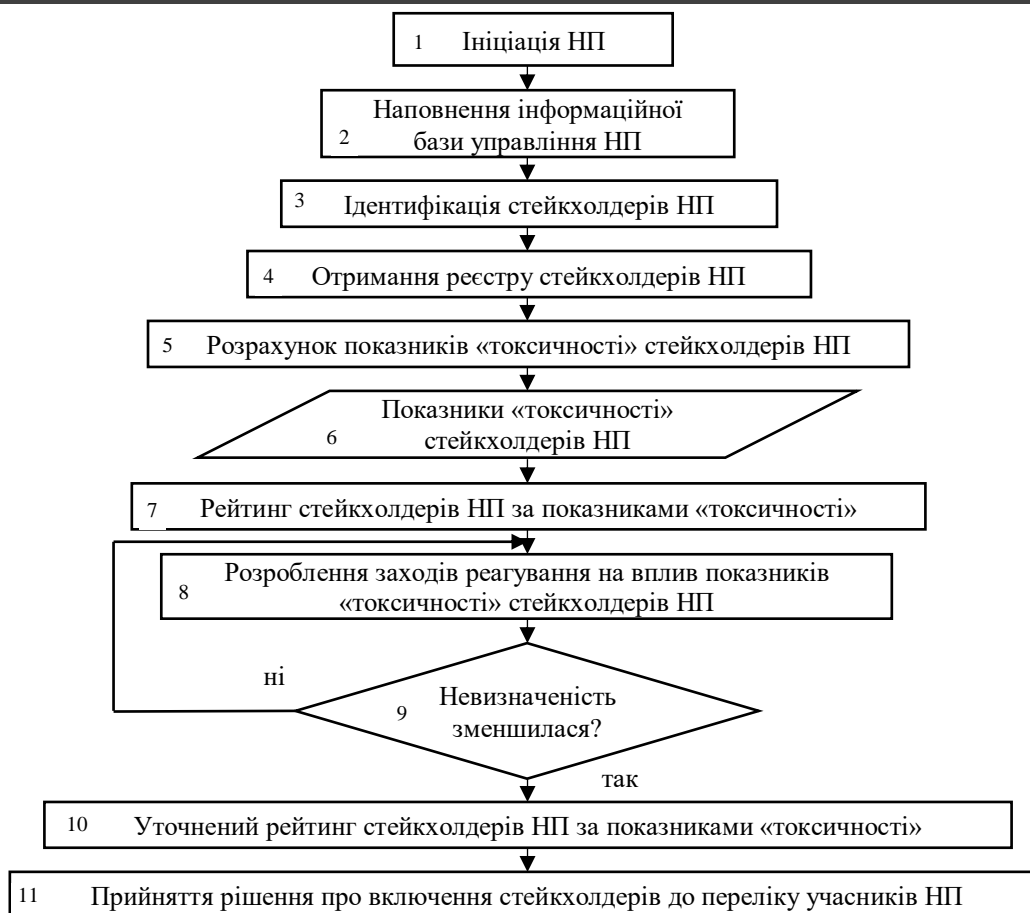 1 Ініціація НП
Наповнення інформаційної
2 бази управління НП
3 Ідентифікація стейкхолдерів НП
4 Отримання реєстру стейкхолдерів НП
5 Розрахунок показників «токсичності» стейкхолдерів НП
Показники «токсичності»
6 стейкхолдерів НП
7 Рейтинг стейкхолдерів НП за показниками «токсичності»
Розроблення заходів реагування на вплив показників
8 «токсичності» стейкхолдерів НП
ні
Невизначеність
9 зменшилася?
так
10 Уточнений рейтинг стейкхолдерів НП за показниками «токсичності»
11 Прийняття рішення про включення стейкхолдерів до переліку учасників НП